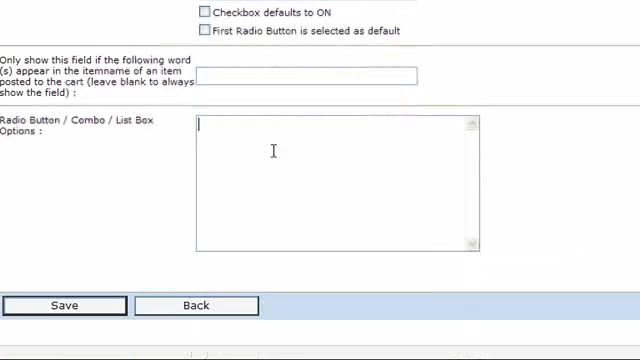 Checkbox defaults to ON
First Radio Button is selected as default
Only show this field if the following word
(s) appear in the itemname of an item
posted to the cart (leave blank to always
show the field) :
Radio Button / Combo / List Box
Options :
Save
Back